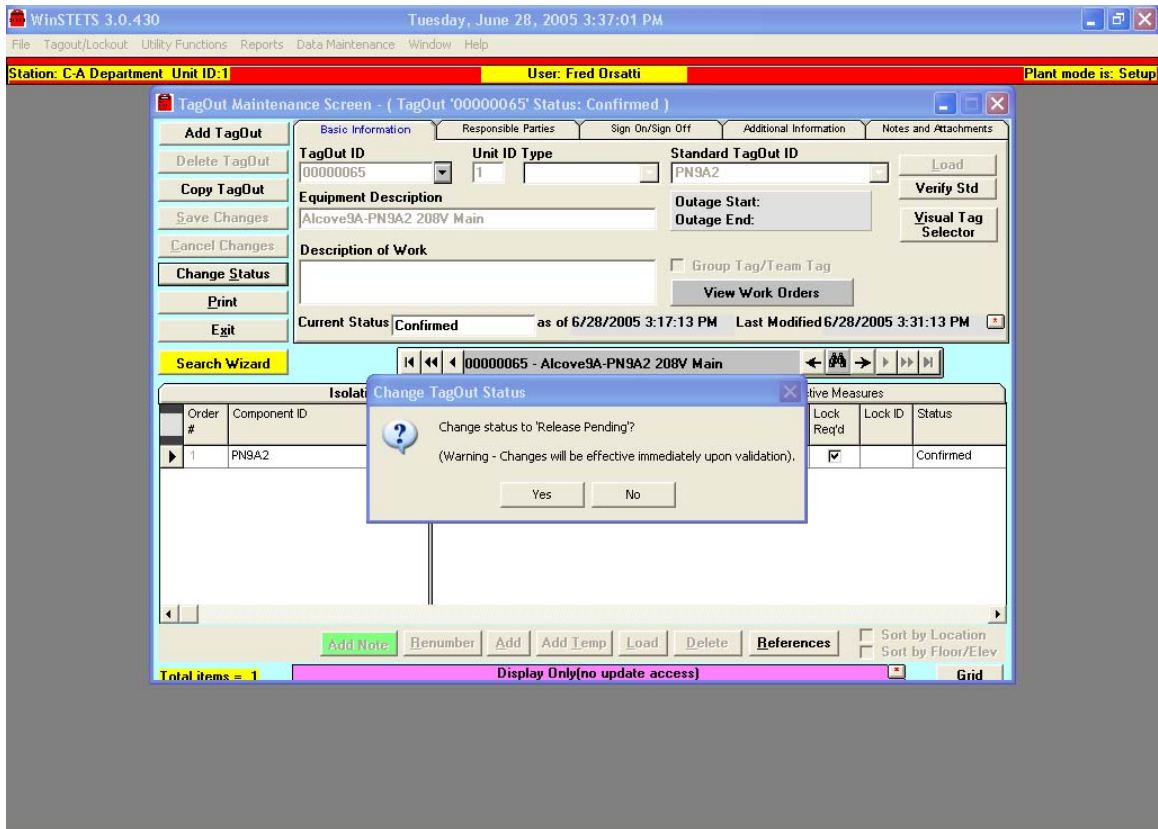 WinSTETS 3.0.430 Tuesday, June 28, 2005 3:37:01 PM
File Tagout/Lockout Utility Functions Reports Data Maintenance Window Help
Station: C-A Department Unit ID:1 User: Fred Orsatti Plant mode is: Setup
TagOut Maintenance Screen - ( TagOut '00000065' Status: Confirmed )
Add TagOut
Delete TagOut
Copy TagOut
Save Changes
Cancel Changes
Change Status
Print
Exit
Search Wizard
Basic Information Responsible Parties Sign On/Sign Off Additional Information Notes and Attachments
TagOut ID Unit ID Type Standard TagOut ID
00000065 1 PN9A2 Load
Verify Std
Equipment Description Outage Start:
Alcove9A-PN9A2 208V Main Outage End: Visual Tag
Selector
Description of Work
Group Tag/Team Tag
View Work Orders
Current Status Confirmed as of 6/28/2005 3:17:13 PM Last Modified 6/28/2005 3:31:13 PM *
00000065 - Alcove9A-PN9A2 208V Main
Change TagOut Status
Change status to 'Release Pending'?
(Warning - Changes will be effective immediately upon validation).
Yes No
Order
#
Component ID
Lock
Req'd
Lock ID Status
1 PN9A2 Confirmed
Add Note Renumber Add Add Temp Load Delete References
Sort by Location
Sort by Floor/Elev
Total items = 1 Display Only(no update access) * Grid